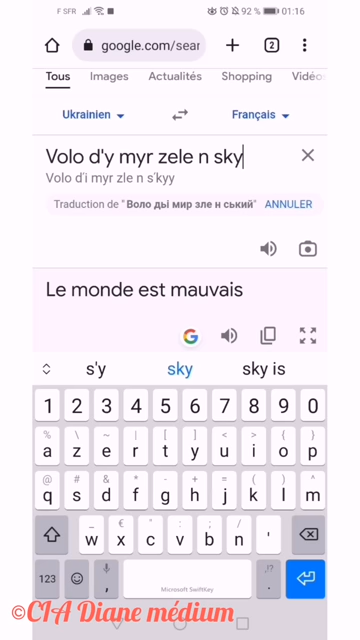 F SFR 92 % 01:16
google.com/sear
2
Tous Images Actualités Shopping Vidéo
Ukrainien Français
Volo d'y myr zele n sky
Volo d'i myr zle n s'kyy
Traduction de "Воло дьі мир зле н ський" ANNULER
Le monde est mauvais
G
s'y sky sky is
1 2 3 4 5 6 7 8 9 0
% \ ~ | [ ] < > { }
a z e r t y u i o p
@ # & * - + = ( ) ^
q s d f g h j k l m
_ € " : ; / 
w x c v b n '
123 , Microsoft SwiftKey ,!? .
©CIA Diane médium